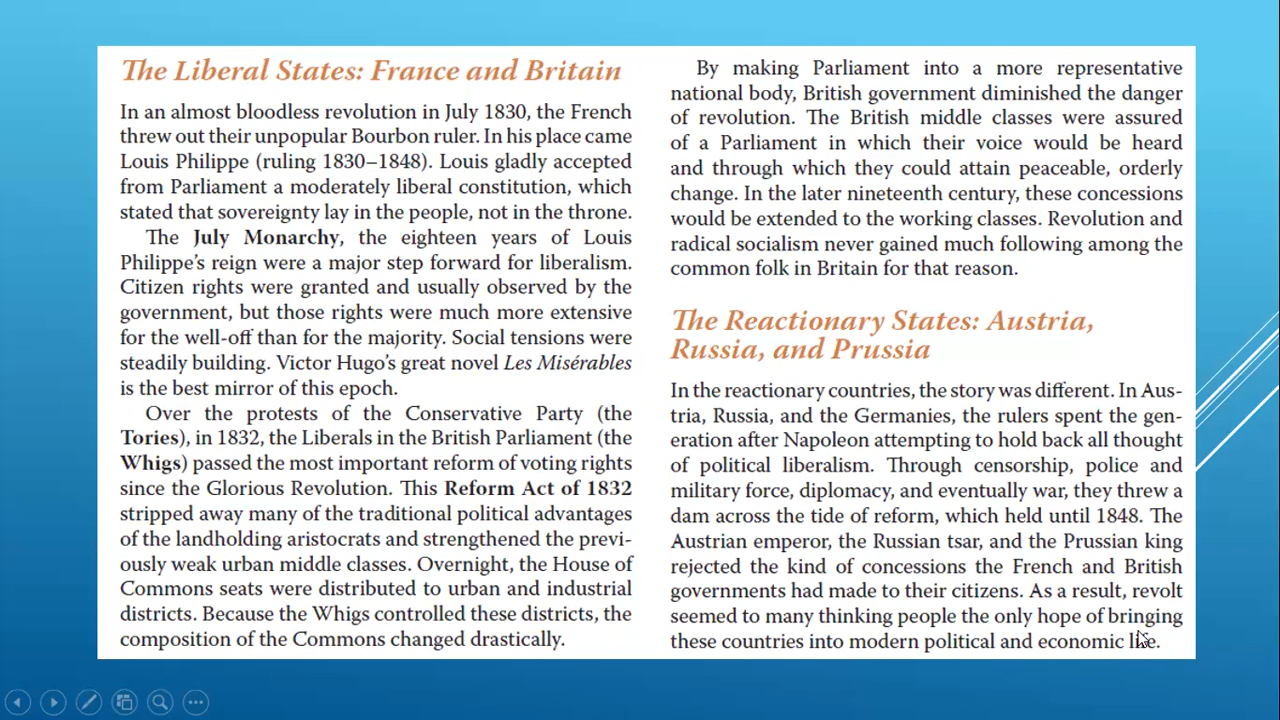 The Liberal States: France and Britain
In an almost bloodless revolution in July 1830, the French
threw out their unpopular Bourbon ruler. In his place came
Louis Philippe (ruling 1830–1848). Louis gladly accepted
from Parliament a moderately liberal constitution, which
stated that sovereignty lay in the people, not in the throne.
The July Monarchy, the eighteen years of Louis
Philippe’s reign were a major step forward for liberalism.
Citizen rights were granted and usually observed by the
government, but those rights were much more extensive
for the well-off than for the majority. Social tensions were
steadily building. Victor Hugo’s great novel Les Misérables
is the best mirror of this epoch.
Over the protests of the Conservative Party (the
Tories), in 1832, the Liberals in the British Parliament (the
Whigs) passed the most important reform of voting rights
since the Glorious Revolution. This Reform Act of 1832
stripped away many of the traditional political advantages
of the landholding aristocrats and strengthened the previ-
ously weak urban middle classes. Overnight, the House of
Commons seats were distributed to urban and industrial
districts. Because the Whigs controlled these districts, the
composition of the Commons changed drastically.
By making Parliament into a more representative
national body, British government diminished the danger
of revolution. The British middle classes were assured
of a Parliament in which their voice would be heard
and through which they could attain peaceable, orderly
change. In the later nineteenth century, these concessions
would be extended to the working classes. Revolution and
radical socialism never gained much following among the
common folk in Britain for that reason.
The Reactionary States: Austria,
Russia, and Prussia
In the reactionary countries, the story was different. In Aus-
tria, Russia, and the Germanies, the rulers spent the gen-
eration after Napoleon attempting to hold back all thought
of political liberalism. Through censorship, police and
military force, diplomacy, and eventually war, they threw a
dam across the tide of reform, which held until 1848. The
Austrian emperor, the Russian tsar, and the Prussian king
rejected the kind of concessions the French and British
governments had made to their citizens. As a result, revolt
seemed to many thinking people the only hope of bringing
these countries into modern political and economic life.